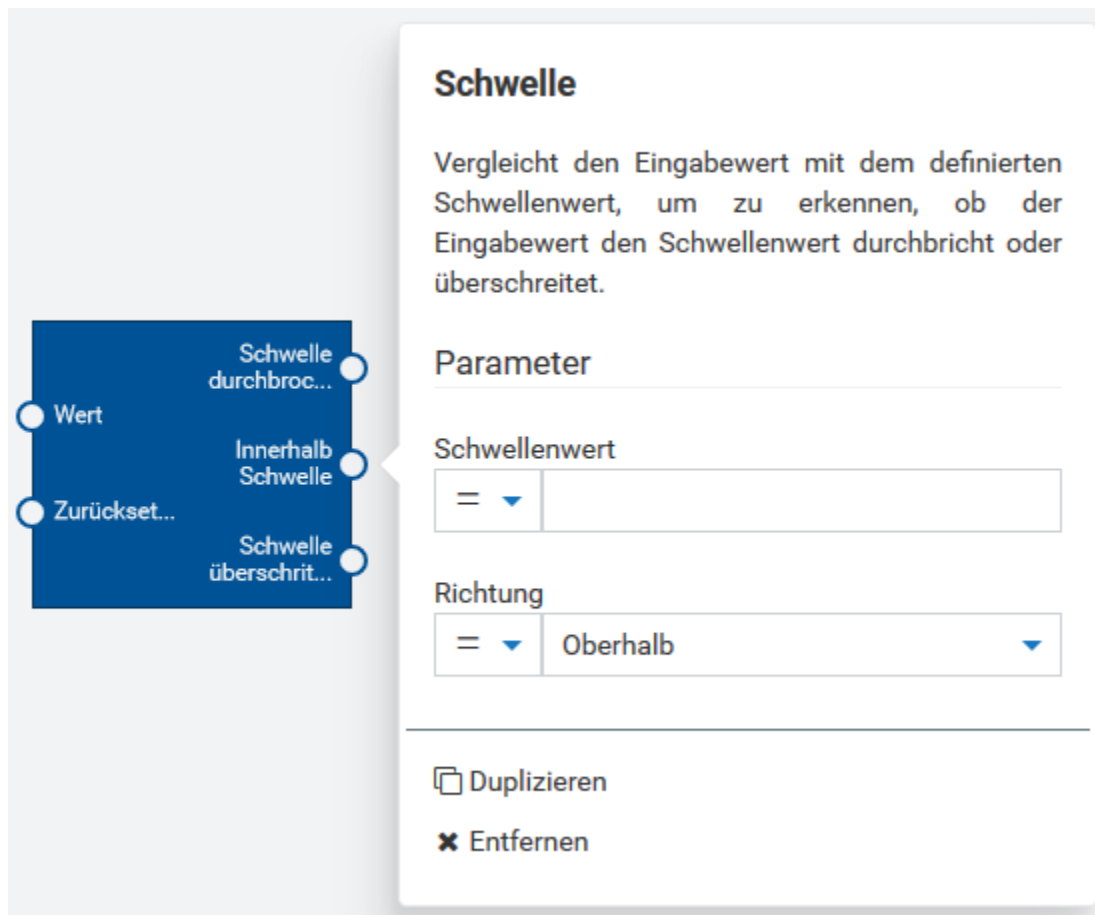 Schwelle
durchbroc...
Wert
Innerhalb
Schwelle
Zurückset...
Schwelle
überschrit...
Schwelle
Vergleicht den Eingabewert mit dem definierten
Schwellenwert, um zu erkennen, ob der
Eingabewert den Schwellenwert durchbricht oder
überschreitet.
Parameter
Schwellenwert
=
Richtung
= Oberhalb
Duplizieren
Entfernen